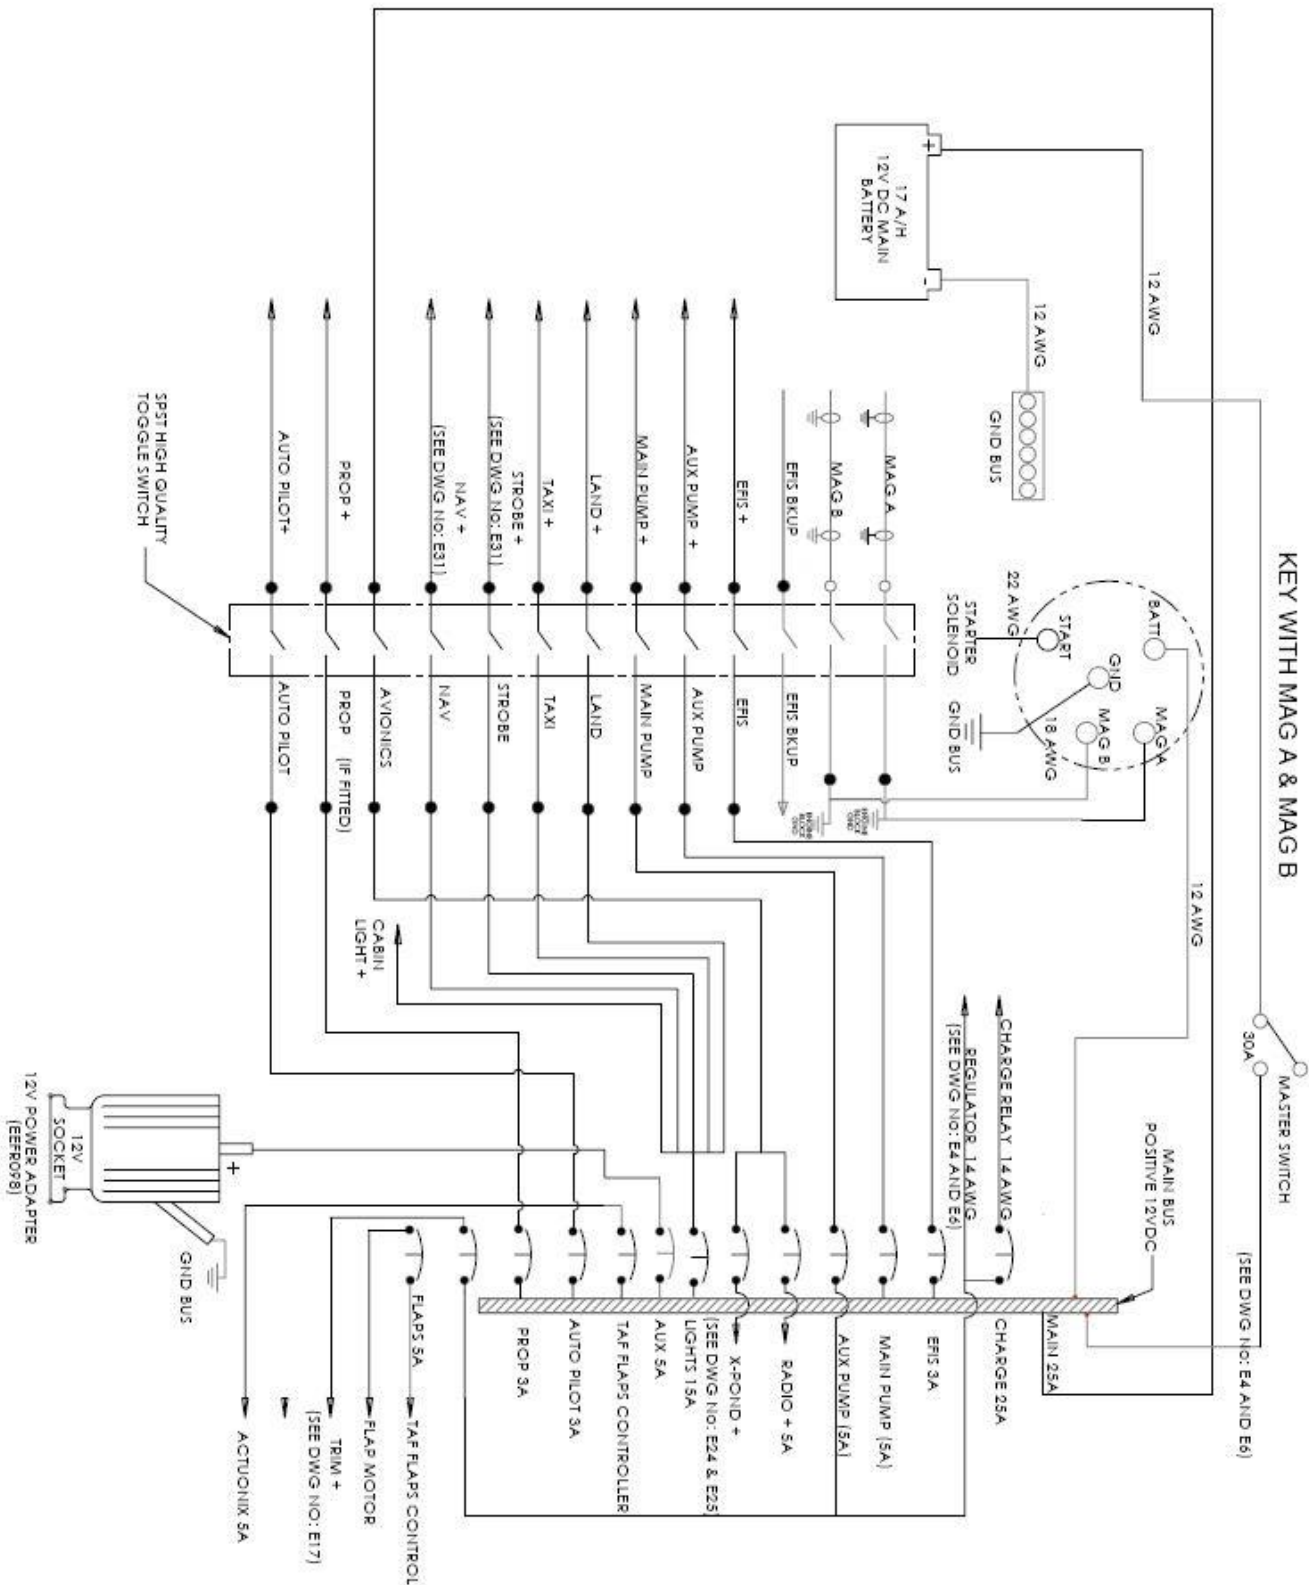 KEY WITH MAG A & MAG B
MASTER SWITCH
30A
(SEE DWG No: E4 AND E6)
12 AWG
12 AWG
12 AWG
17 A/H
12V DC MAIN
BATTERY
+
-
GND BUS
BATT
START
GND
MAG A
MAG B
22 AWG
18 AWG
STARTER
SOLENOID
GND BUS
MAIN BUS
POSITIVE 12VDC
CHARGE RELAY 14 AWG
REGULATOR 14 AWG
(SEE DWG No: E4 AND E6)
MAG A
MAG B
EFIS BKUP
EFIS +
AUX PUMP +
MAIN PUMP +
LAND +
TAXI +
STROBE +
(SEE DWG No: E31)
NAV +
(SEE DWG No: E31)
PROP +
AUTO PILOT+
SPST HIGH QUALITY
TOGGLE SWITCH
ENGINE
BLOCK
GND
ENGINE
BLOCK
GND
EFIS BKUP
EFIS
AUX PUMP
MAIN PUMP
LAND
TAXI
STROBE
NAV
AVIONICS
PROP (IF FITTED)
AUTO PILOT
CABIN
LIGHT +
MAIN 25A
CHARGE 25A
EFIS 3A
MAIN PUMP (5A)
AUX PUMP (5A)
RADIO + 5A
X-POND +
(SEE DWG No: E24 & E25)
LIGHTS 15A
AUX 5A
TAF FLAPS CONTROLLER
AUTO PILOT 3A
PROP 3A
FLAPS 5A
TAF FLAPS CONTROL
FLAP MOTOR
TRIM +
(SEE DWG NO: E17)
ACTUONIX 5A
+
12V
SOCKET
GND BUS
12V POWER ADAPTER
(EEFR098)